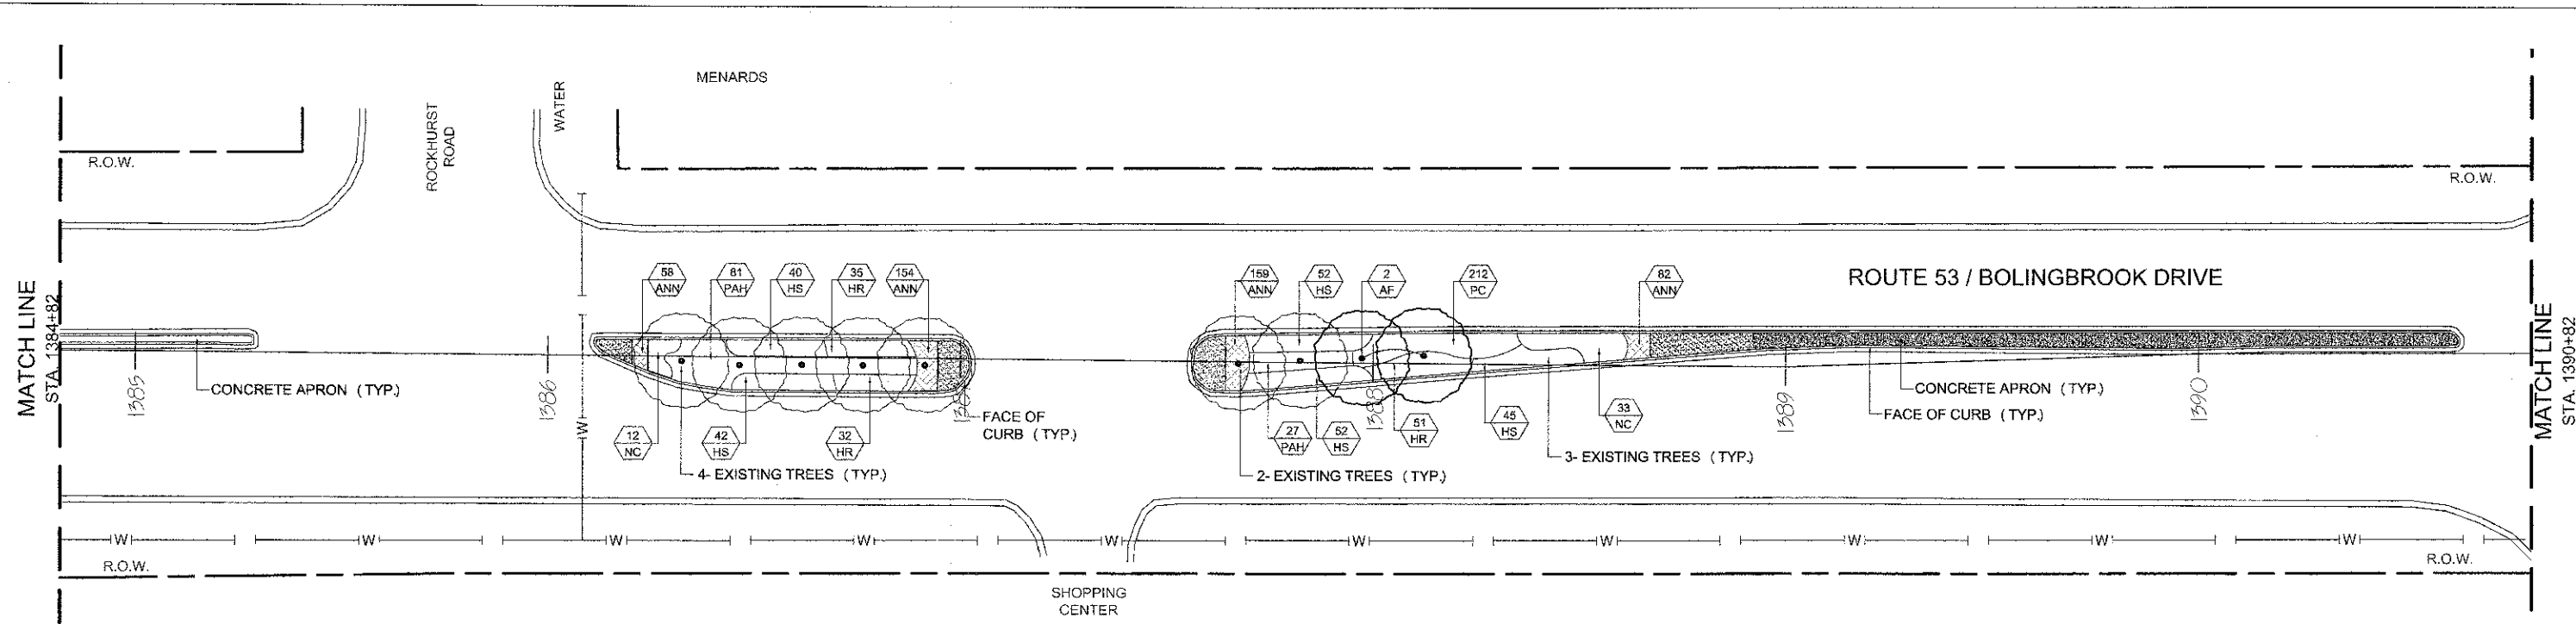 MENARDS
ROCKHURST
ROAD
WATER
R.O.W.
R.O.W.
MATCH LINE
STA. 1384+82
58
ANN
81
PAH
40
HS
35
HR
154
ANN
159
ANN
52
HS
2
AF
212
PC
82
ANN
ROUTE 53 / BOLINGBROOK DRIVE
MATCH LINE
STA. 1390+82
1385
CONCRETE APRON (TYP.)
1386
W
12
NC
42
HS
32
HR
4- EXISTING TREES (TYP.)
FACE OF
CURB (TYP.)
27
PAH
52
HS
1388
51
HR
45
HS
33
NC
2- EXISTING TREES (TYP.)
3- EXISTING TREES (TYP.)
1389
CONCRETE APRON (TYP.)
FACE OF CURB (TYP.)
1390
W
W
W
W
W
W
W
W
W
W
R.O.W.
R.O.W.
SHOPPING
CENTER